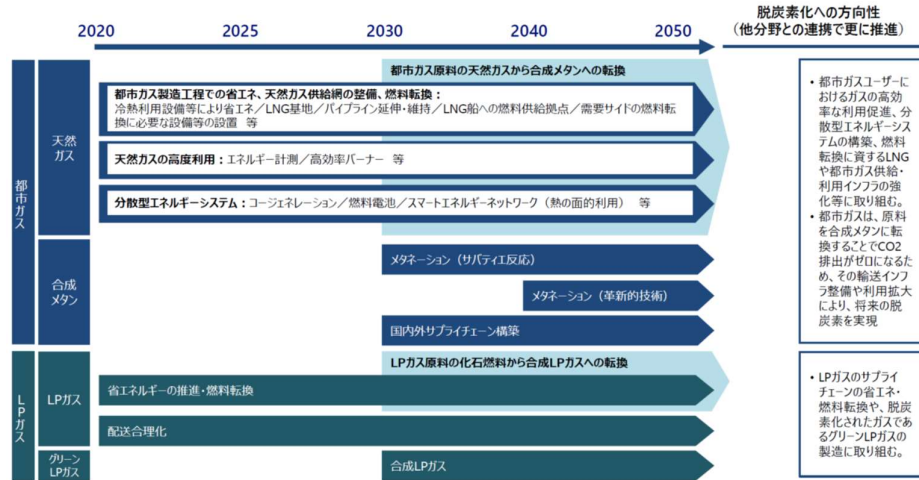 脱炭素化への方向性
(他分野との連携で更に推進)
2020
2025
2030
2040
2050
都市ガス
天然
ガス
都市ガス原料の天然ガスから合成メタンへの転換
都市ガス製造工程での省エネ、天然ガス供給網の整備、燃料転換:
冷熱利用設備等により省エネ/LNG基地/パイプライン延伸・維持/LNG船への燃料供給拠点/需要サイドの燃料転
換に必要な設備等の設置 等
天然ガスの高度利用:エネルギー計測/高効率バーナー 等
分散型エネルギーシステム:コージェネレーション/燃料電池/スマートエネルギーネットワーク(熱の面的利用) 等
合成
メタン
メタネーション(サバティエ反応)
メタネーション(革新的技術)
国内外サプライチェーン構築
・都市ガスユーザーに
おけるガスの高効
率な利用促進、分
散型エネルギーシス
テムの構築、燃料
転換に資するLNG
や都市ガス供給・
利用インフラの強
化等に取り組む。
・都市ガスは、原料
を合成メタンに転
換することでCO2
排出がゼロになるた
め、その輸送インフ
ラ整備や利用拡大
により、将来の脱
炭素を実現
LPガス
LPガス
LPガス原料の化石燃料から合成LPガスへの転換
省エネルギーの推進・燃料転換
配送合理化
グリーン
LPガス
合成LPガス
・LPガスのサプライ
チェーンの省エネ・
燃料転換や、脱炭
素化されたガスであ
るグリーンLPガスの
製造に取り組む。